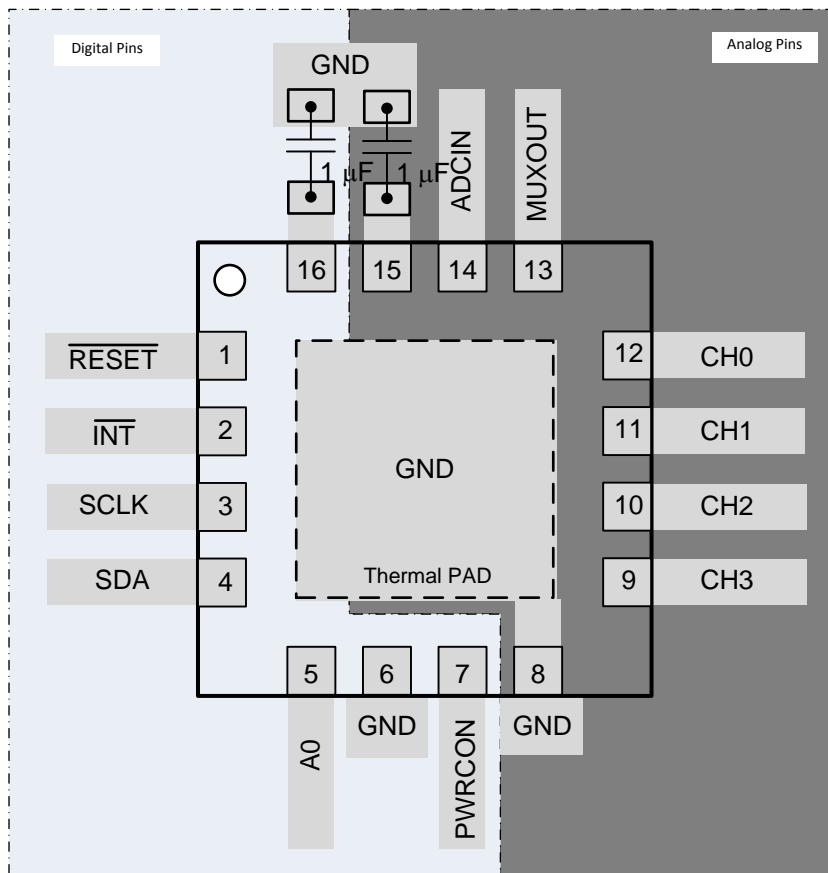 Digital Pins
Analog Pins
GND
1 μF
1 μF
ADCIN
MUXOUT
16
15
14
13
RESET
1
12
CH0
INT
2
11
CH1
GND
SCLK
3
10
CH2
SDA
4
Thermal PAD
9
CH3
5
6
7
8
A0
GND
PWRCON
GND